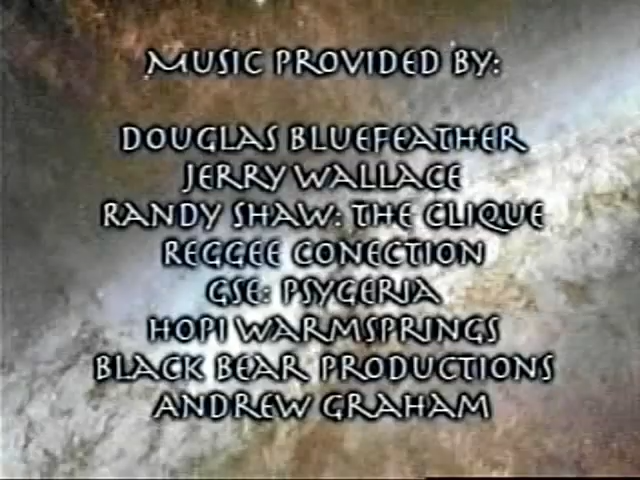 MUSIC PROVIDED BY:
DOUGLAS BLUEFEATHER
JERRY WALLACE
RANDY SHAW: THE CLIQUE
REGGEE CONECTION
GSE: PSYGERIA
HOPI WARMSPRINGS
BLACK BEAR PRODUCTIONS
ANDREW GRAHAM